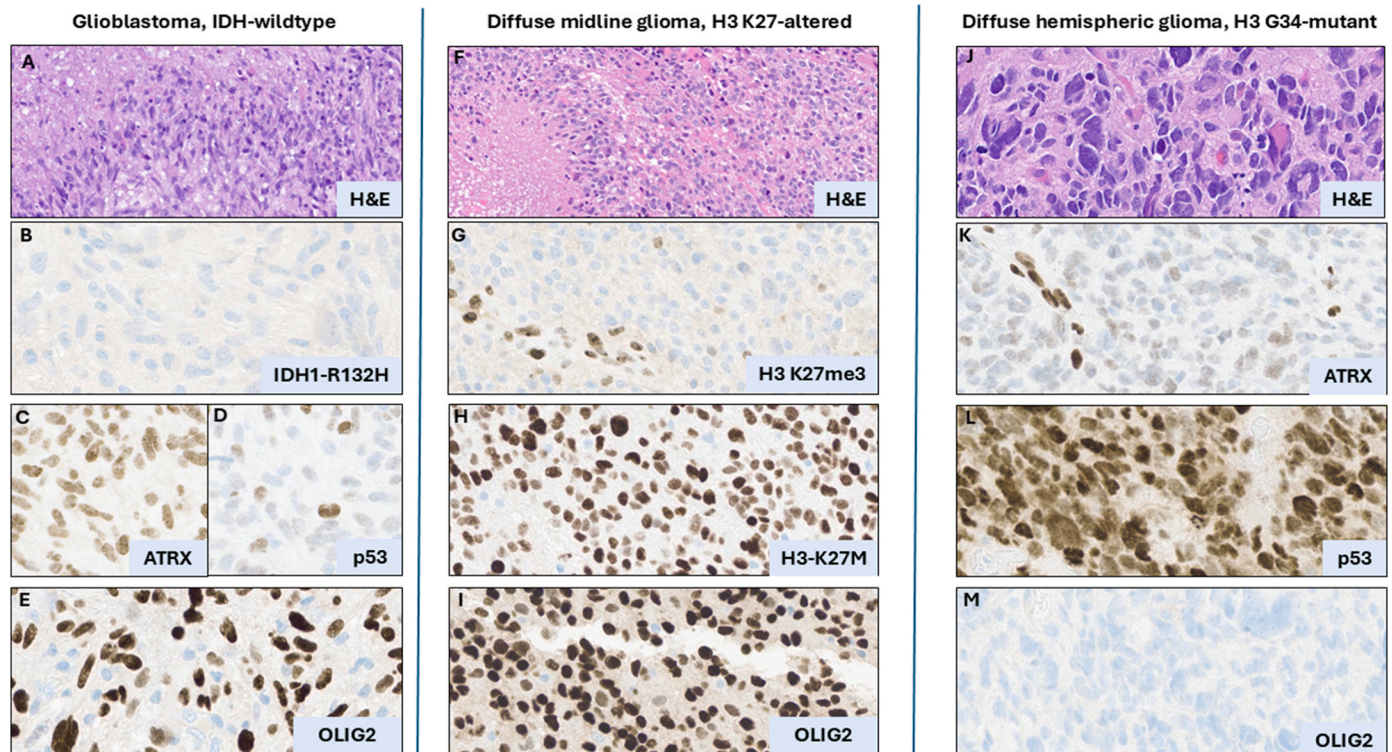 Glioblastoma, IDH-wildtype
A
H&E
B
IDH1-R132H
C
ATRX
D
p53
E
OLIG2
Diffuse midline glioma, H3 K27-altered
F
H&E
G
H3 K27me3
H
H3-K27M
I
OLIG2
Diffuse hemispheric glioma, H3 G34-mutant
J
H&E
K
ATRX
L
p53
M
OLIG2